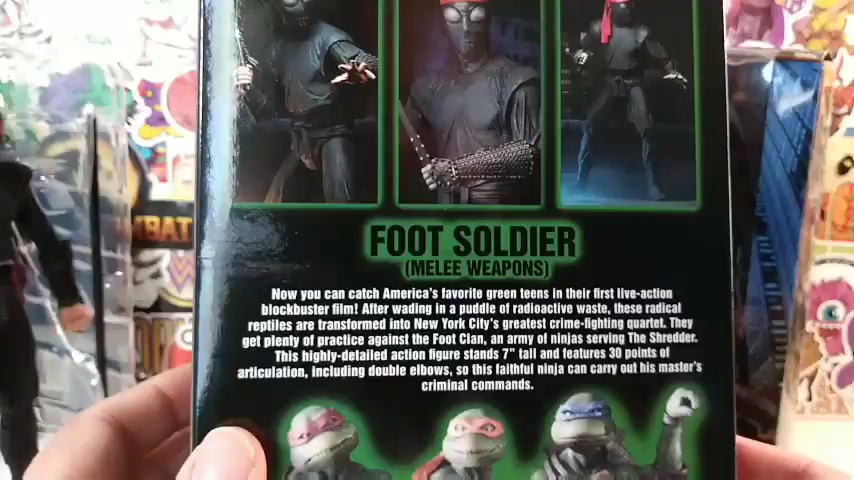 FOOT SOLDIER
(MELEE WEAPONS)
Now you can catch America's favorite green teens in their first live-action
blockbuster film! After wading in a puddle of radioactive waste, these radical
reptiles are transformed into New York City's greatest crime-fighting quartet. They
get plenty of practice against the Foot Clan, an army of ninjas serving The Shredder.
This highly-detailed action figure stands 7" tall and features 30 points of
articulation, including double elbows, so this faithful ninja can carry out his master's
criminal commands.